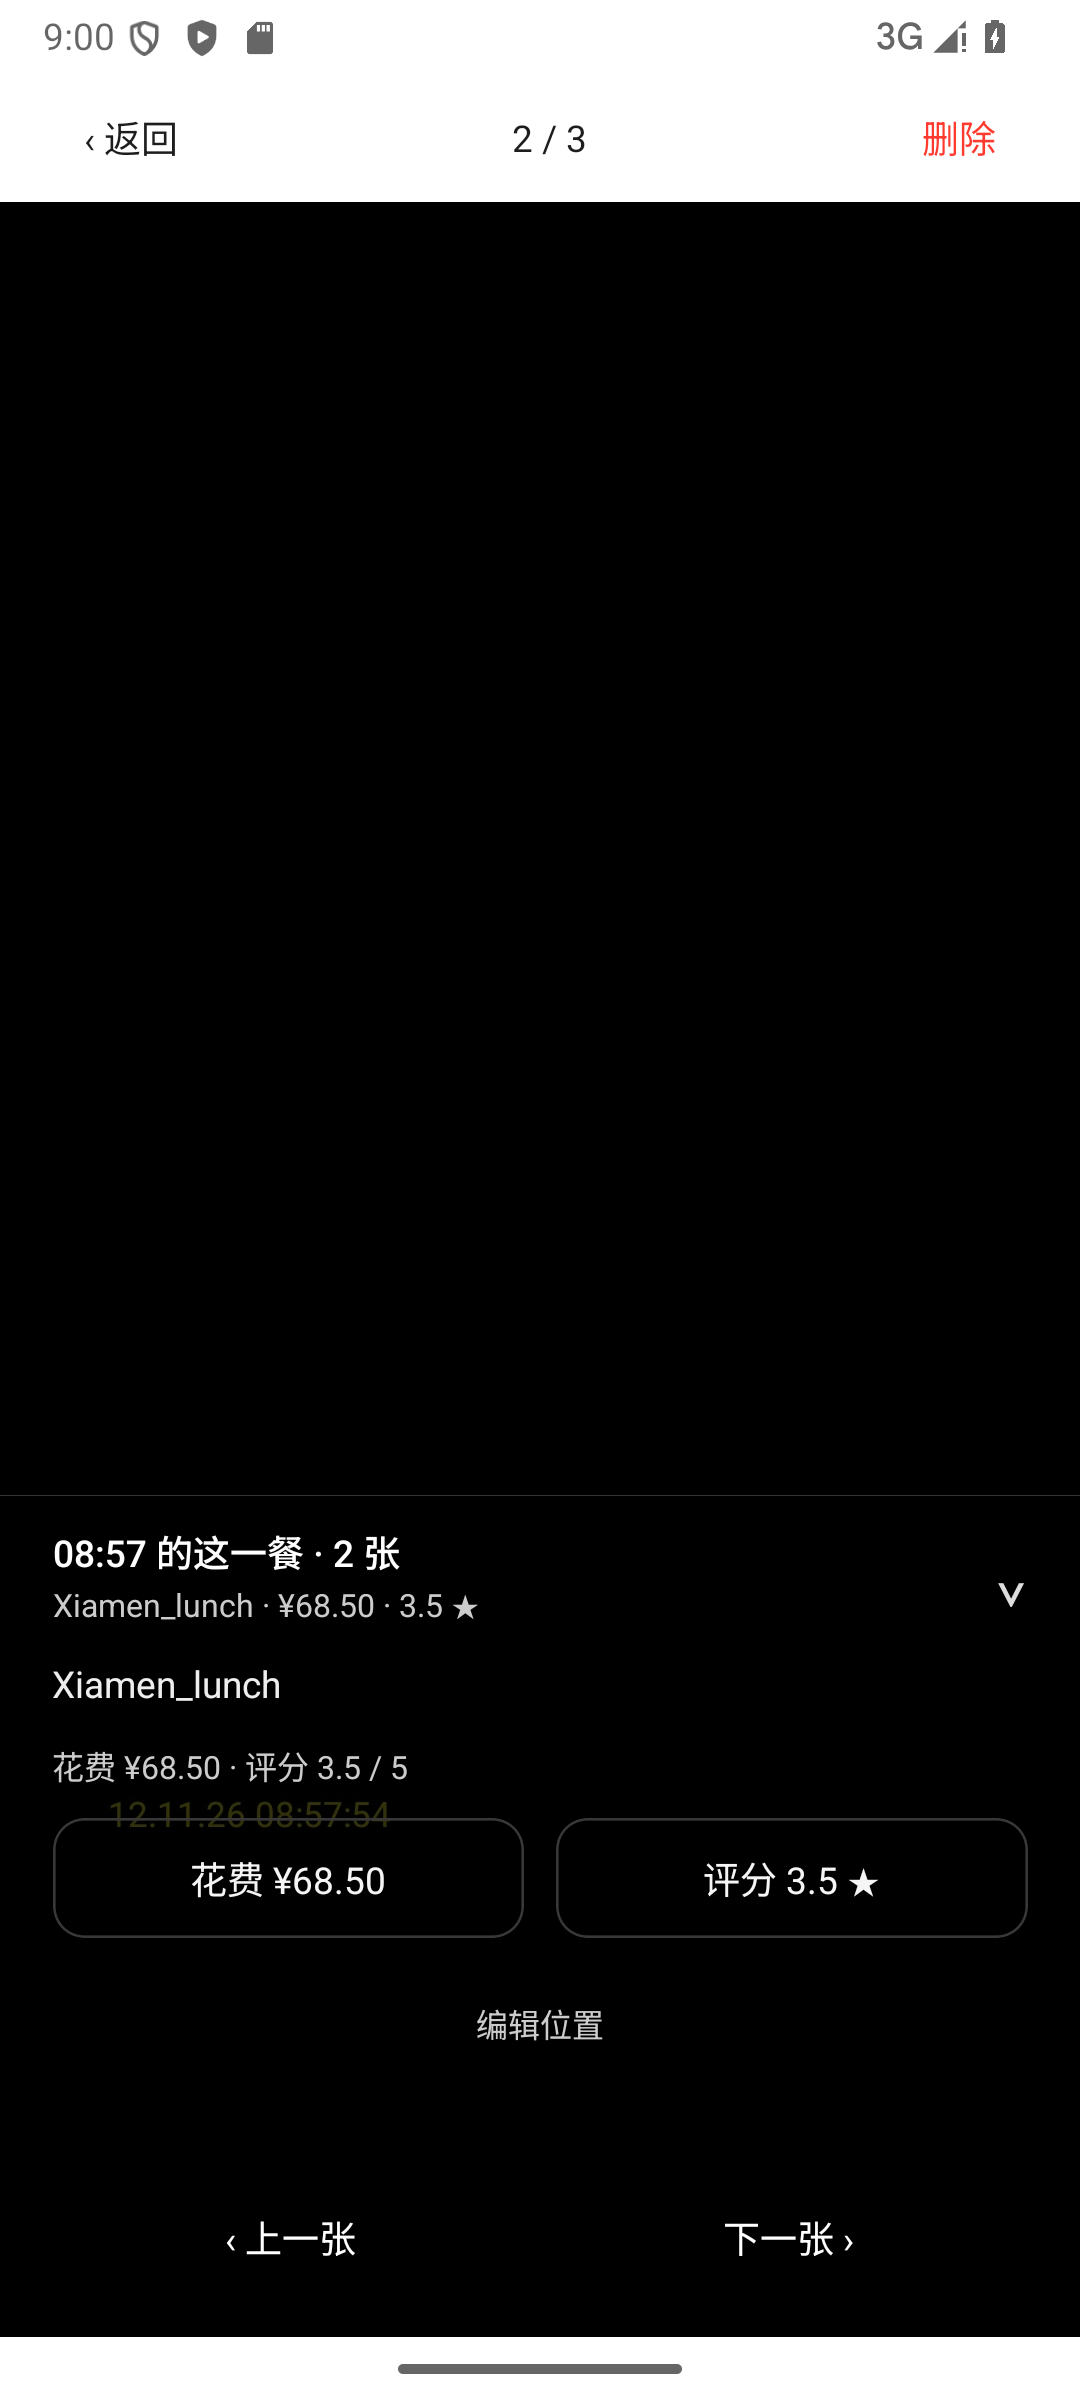 9:00 3G
‹ 返回 2 / 3 删除
08:57 的这一餐 · 2 张
Xiamen_lunch · ¥68.50 · 3.5 ★
Xiamen_lunch
花费 ¥68.50 · 评分 3.5 / 5
12.11.26 08:57:54
花费 ¥68.50 评分 3.5 ★
编辑位置
‹ 上一张 下一张 ›